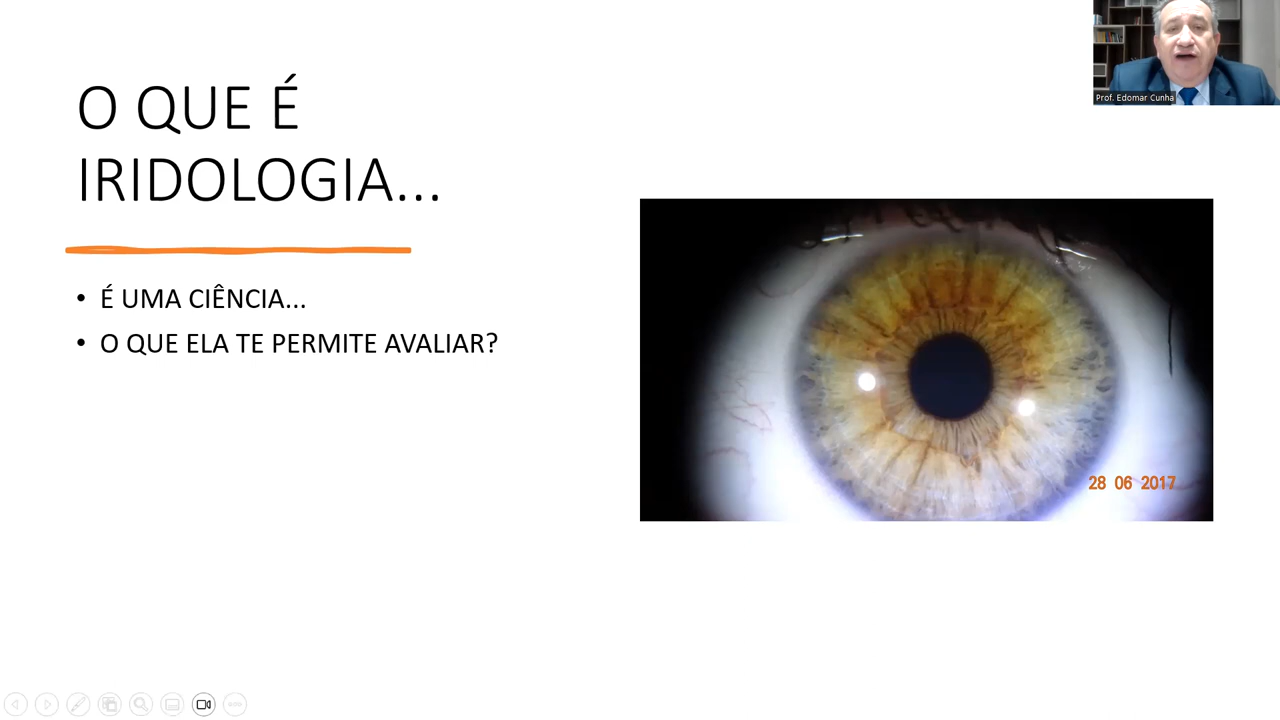 O QUE É
IRIDOLOGIA...
• É UMA CIÊNCIA...
• O QUE ELA TE PERMITE AVALIAR?
Prof. Edomar Cunha
28 06 2017